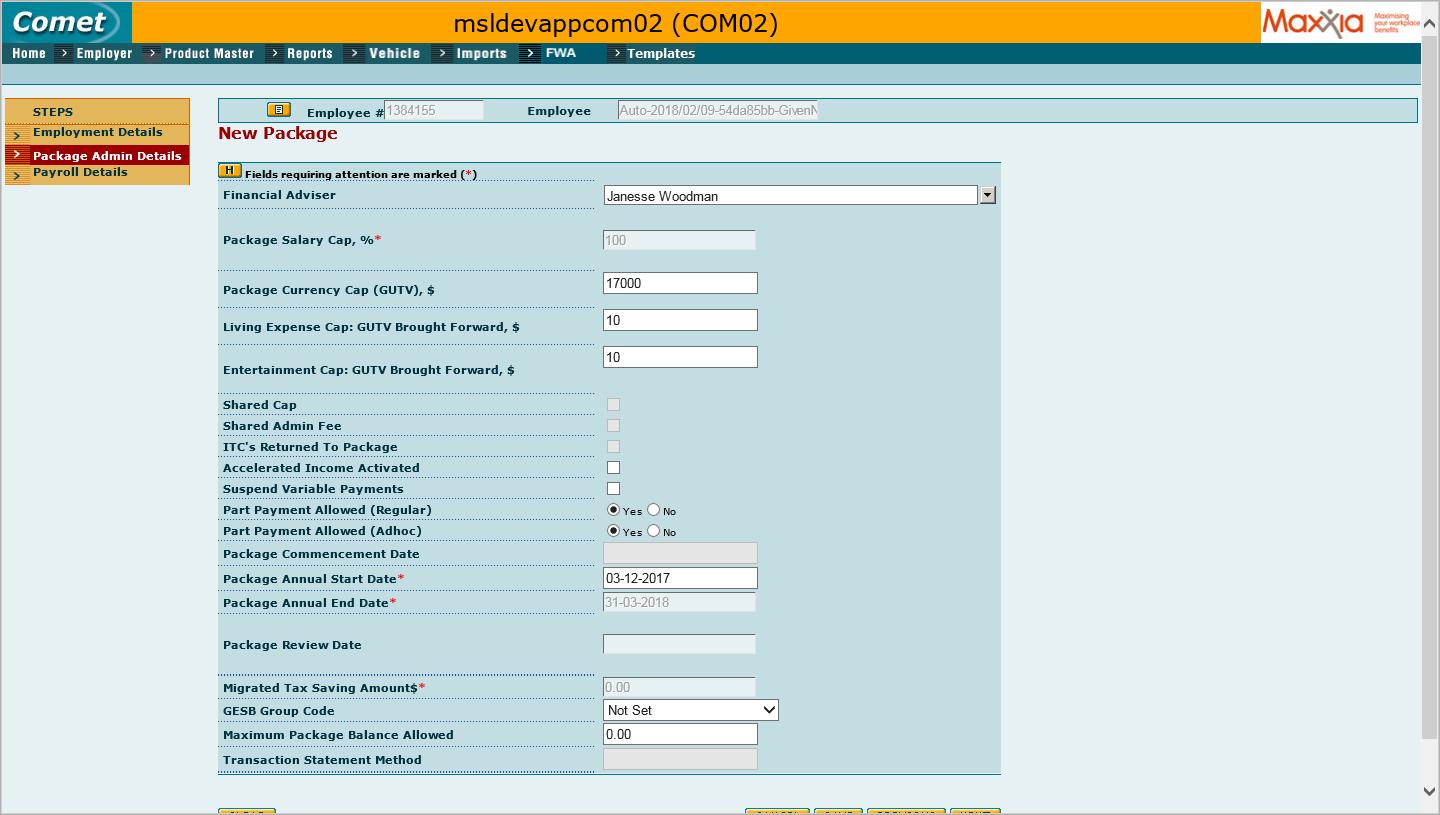 Comet
msldevappcom02 (COM02)
Maxxia Maximising your workplace benefits
Home > Employer > Product Master > Reports > Vehicle > Imports > FWA > Templates
STEPS
> Employment Details
> Package Admin Details
> Payroll Details
Employee # 1384155 Employee Auto-2018/02/09-54da85bb-GivenN
New Package
H Fields requiring attention are marked (*)
Financial Adviser Janesse Woodman
Package Salary Cap, %* 100
Package Currency Cap (GUTV), $ 17000
Living Expense Cap: GUTV Brought Forward, $ 10
Entertainment Cap: GUTV Brought Forward, $ 10
Shared Cap
Shared Admin Fee
ITC's Returned To Package
Accelerated Income Activated
Suspend Variable Payments
Part Payment Allowed (Regular) Yes No
Part Payment Allowed (Adhoc) Yes No
Package Commencement Date
Package Annual Start Date* 03-12-2017
Package Annual End Date* 31-03-2018
Package Review Date
Migrated Tax Saving Amount$* 0.00
GESB Group Code Not Set
Maximum Package Balance Allowed 0.00
Transaction Statement Method